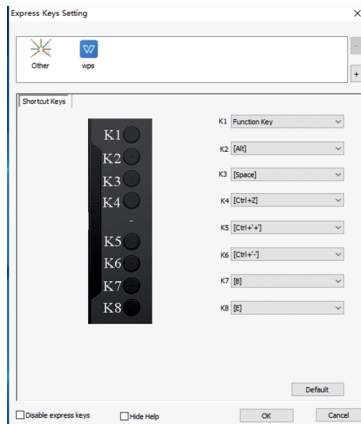 Express Keys Setting
Other
W
wps
-
+
Shortcut Keys
K1
K2
K3
K4
-
K5
K6
K7
K8
K1 Function Key
K2 [Alt]
K3 [Space]
K4 [Ctrl+Z]
K5 [Ctrl+'+']
K6 [Ctrl+'-']
K7 [B]
K8 [E]
Default
Disable express keys
Hide Help
OK
Cancel